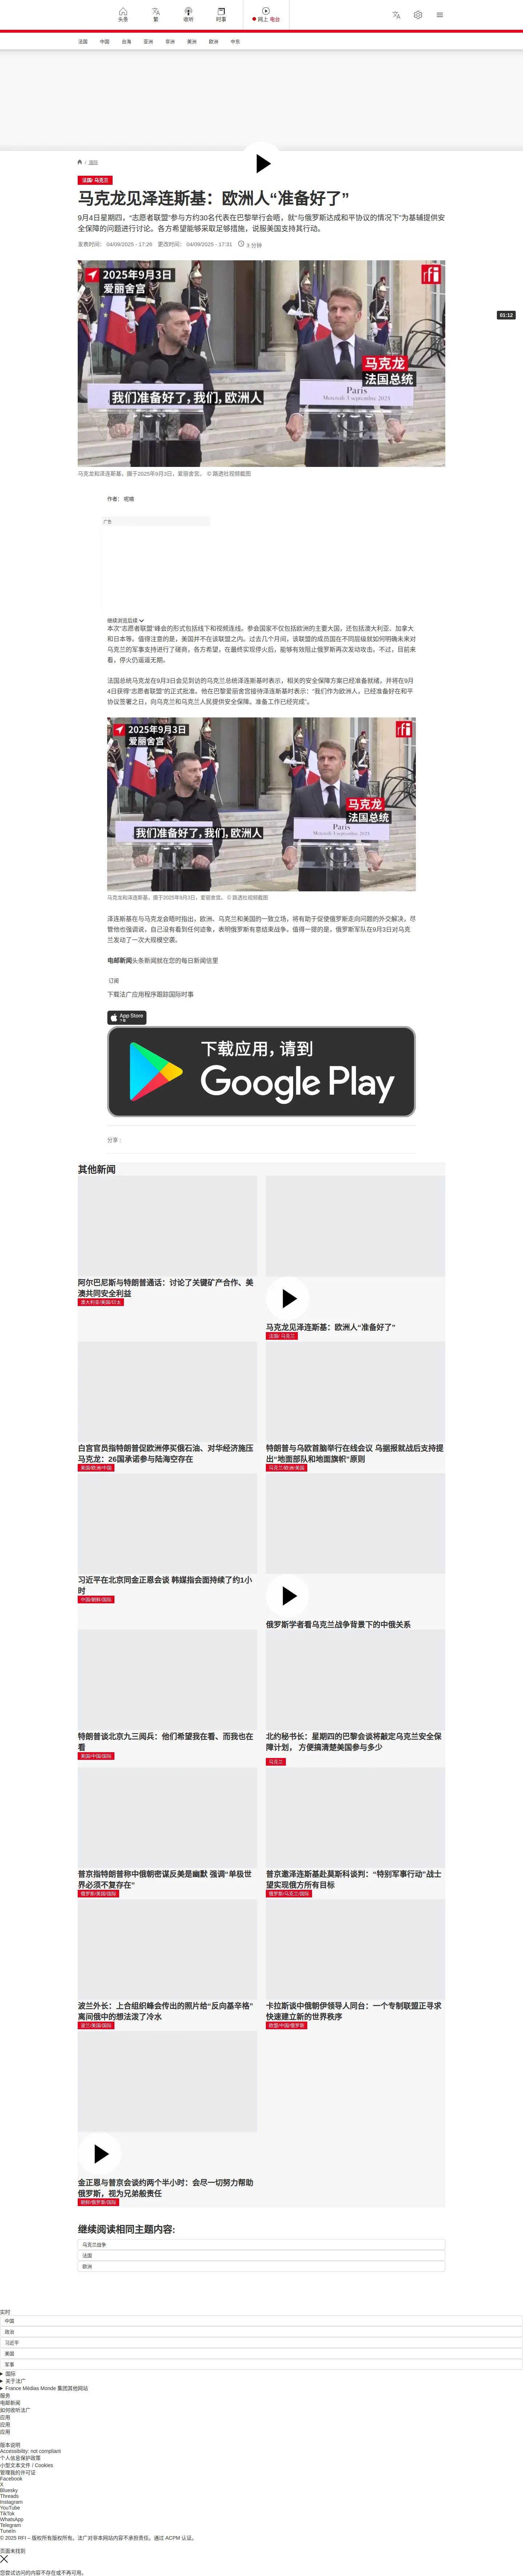 头条
繁
收听
时事
网上 电台
法国
中国
台海
亚洲
非洲
美洲
欧洲
中东
/ 国际
法国/ 乌克兰
马克龙见泽连斯基：欧洲人“准备好了”
9月4日星期四，“志愿者联盟”参与方约30名代表在巴黎举行会晤，就“与俄罗斯达成和平协议的情况下”为基辅提供安
全保障的问题进行讨论。各方希望能够采取足够措施，说服美国支持其行动。
发表时间： 04/09/2025 - 17:26 更改时间： 04/09/2025 - 17:31 3 分钟
2025年9月3日
爱丽舍宫
rfi
01:12
马克龙
法国总统
Paris
Mercredi 3 septembre 2025
我们准备好了，我们，欧洲人
马克龙和泽连斯基，摄于2025年9月3日，爱丽舍宫。 © 路透社视频截图
作者： 呢喃
广告
继续浏览后续
本次“志愿者联盟”峰会的形式包括线下和视频连线。参会国家不仅包括欧洲的主要大国，还包括澳大利亚、加拿大
和日本等。值得注意的是，美国并不在该联盟之内。过去几个月间，该联盟的成员国在不同层级就如何明确未来对
乌克兰的军事支持进行了磋商，各方希望，在最终实现停火后，能够有效阻止俄罗斯再次发动攻击。不过，目前来
看，停火仍遥遥无期。
法国总统马克龙在9月3日会见到访的乌克兰总统泽连斯基时表示，相关的安全保障方案已经准备就绪，并将在9月
4日获得“志愿者联盟”的正式批准。他在巴黎爱丽舍宫接待泽连斯基时表示：“我们作为欧洲人，已经准备好在和平
协议签署之日，向乌克兰和乌克兰人民提供安全保障。准备工作已经完成”。
2025年9月3日
爱丽舍宫
rfi
马克龙
法国总统
Paris
Mercredi 3 septembre 2025
我们准备好了，我们，欧洲人
马克龙和泽连斯基，摄于2025年9月3日，爱丽舍宫。 © 路透社视频截图
泽连斯基在与马克龙会晤时指出，欧洲、乌克兰和美国的一致立场，将有助于促使俄罗斯走向问题的外交解决，尽
管他也强调说，自己没有看到任何迹象，表明俄罗斯有意结束战争。值得一提的是，俄罗斯军队在9月3日对乌克
兰发动了一次大规模空袭。
电邮新闻头条新闻就在您的每日新闻信里
订阅
下载法广应用程序跟踪国际时事
App Store
下载应用，请到
Google Play
分享 :
其他新闻
阿尔巴尼斯与特朗普通话：讨论了关键矿产合作、美
澳共同安全利益
澳大利亚/美国/印太
马克龙见泽连斯基：欧洲人“准备好了”
法国/ 乌克兰
白宫官员指特朗普促欧洲停买俄石油、对华经济施压
马克龙：26国承诺参与陆海空存在
美国/欧洲/中国
特朗普与乌欧首脑举行在线会议 乌据报就战后支持提
出“地面部队和地面旗帜”原则
乌克兰/欧洲/美国
习近平在北京同金正恩会谈 韩媒指会面持续了约1小
时
中国/朝鲜/国际
俄罗斯学者看乌克兰战争背景下的中俄关系
特朗普谈北京九三阅兵：他们希望我在看、而我也在
看
美国/中国/国际
北约秘书长：星期四的巴黎会谈将敲定乌克兰安全保
障计划， 方便搞清楚美国参与多少
乌克兰
普京指特朗普称中俄朝密谋反美是幽默 强调“单极世
界必须不复存在”
俄罗斯/美国/国际
普京邀泽连斯基赴莫斯科谈判：“特别军事行动”战士
望实现俄方所有目标
俄罗斯/乌克兰/国际
波兰外长：上合组织峰会传出的照片给“反向基辛格”
离间俄中的想法泼了冷水
波兰/美国/国际
卡拉斯谈中俄朝伊领导人同台：一个专制联盟正寻求
快速建立新的世界秩序
欧盟/中国/俄罗斯
金正恩与普京会谈约两个半小时：会尽一切努力帮助
俄罗斯，视为兄弟般责任
朝鲜/俄罗斯/国际
继续阅读相同主题内容:
乌克兰战争
法国
欧洲
实时
中国
政治
习近平
美国
军事
国际
关于法广
France Médias Monde 集团其他网站
服务
电邮新闻
如何收听法广
应用
应用
应用
版本说明
Accessibility: not compliant
个人信息保护政策
小型文本文件 / Cookies
管理我的许可证
Facebook
X
Bluesky
Threads
Instagram
YouTube
TikTok
WhatsApp
Telegram
TuneIn
© 2025 RFI – 版权所有版权所有。法广对非本网站内容不承担责任。通过 ACPM 认证。
页面未找到
您尝试访问的内容不存在或不再可用。